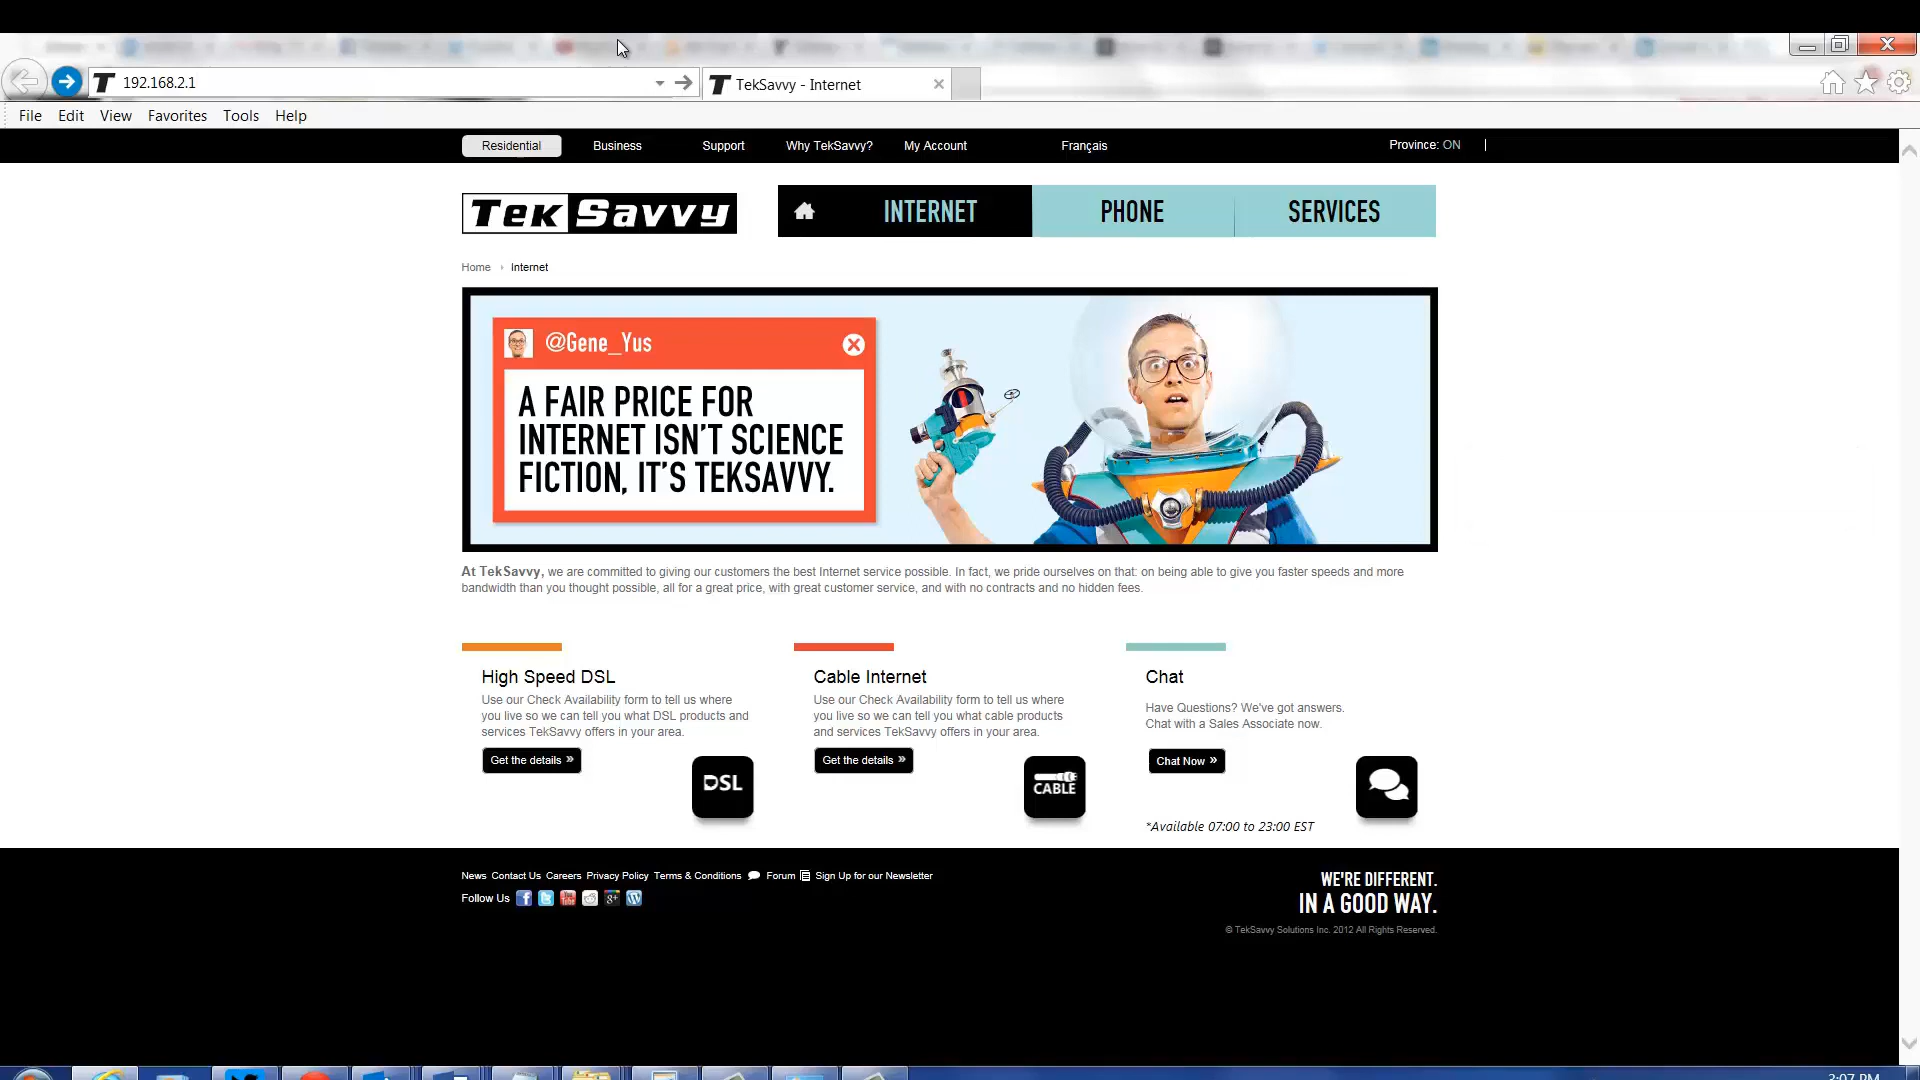 192.168.2.1
TekSavvy - Internet
File Edit View Favorites Tools Help
Residential Business Support Why TekSavvy? My Account Français Province: ON |
TekSavvy
INTERNET PHONE SERVICES
Home › Internet
@Gene_Yus
A FAIR PRICE FOR
INTERNET ISN'T SCIENCE
FICTION, IT'S TEKSAVVY.
At TekSavvy, we are committed to giving our customers the best Internet service possible. In fact, we pride ourselves on that: on being able to give you faster speeds and more
bandwidth than you thought possible, all for a great price, with great customer service, and with no contracts and no hidden fees.
High Speed DSL
Use our Check Availability form to tell us where
you live so we can tell you what DSL products and
services TekSavvy offers in your area.
Get the details »
DSL
Cable Internet
Use our Check Availability form to tell us where
you live so we can tell you what cable products
and services TekSavvy offers in your area.
Get the details »
CABLE
Chat
Have Questions? We've got answers.
Chat with a Sales Associate now.
Chat Now »
*Available 07:00 to 23:00 EST
News Contact Us Careers Privacy Policy Terms & Conditions Forum Sign Up for our Newsletter
Follow Us
WE'RE DIFFERENT.
IN A GOOD WAY.
© TekSavvy Solutions Inc. 2012 All Rights Reserved.
3:07 PM